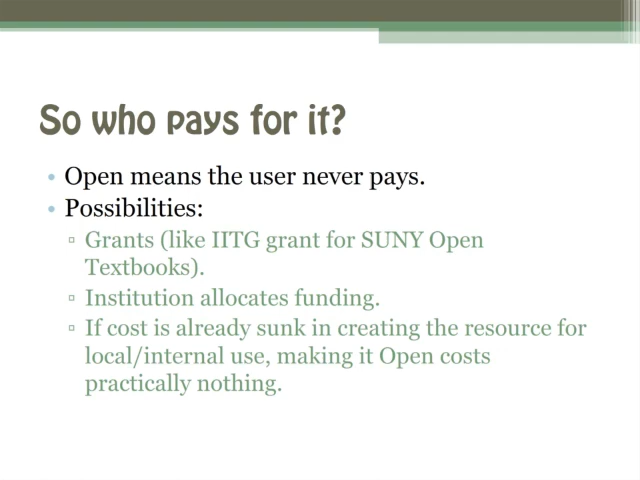 So who pays for it?
• Open means the user never pays.
• Possibilities:
▫ Grants (like IITG grant for SUNY Open
Textbooks).
▫ Institution allocates funding.
▫ If cost is already sunk in creating the resource for
local/internal use, making it Open costs
practically nothing.